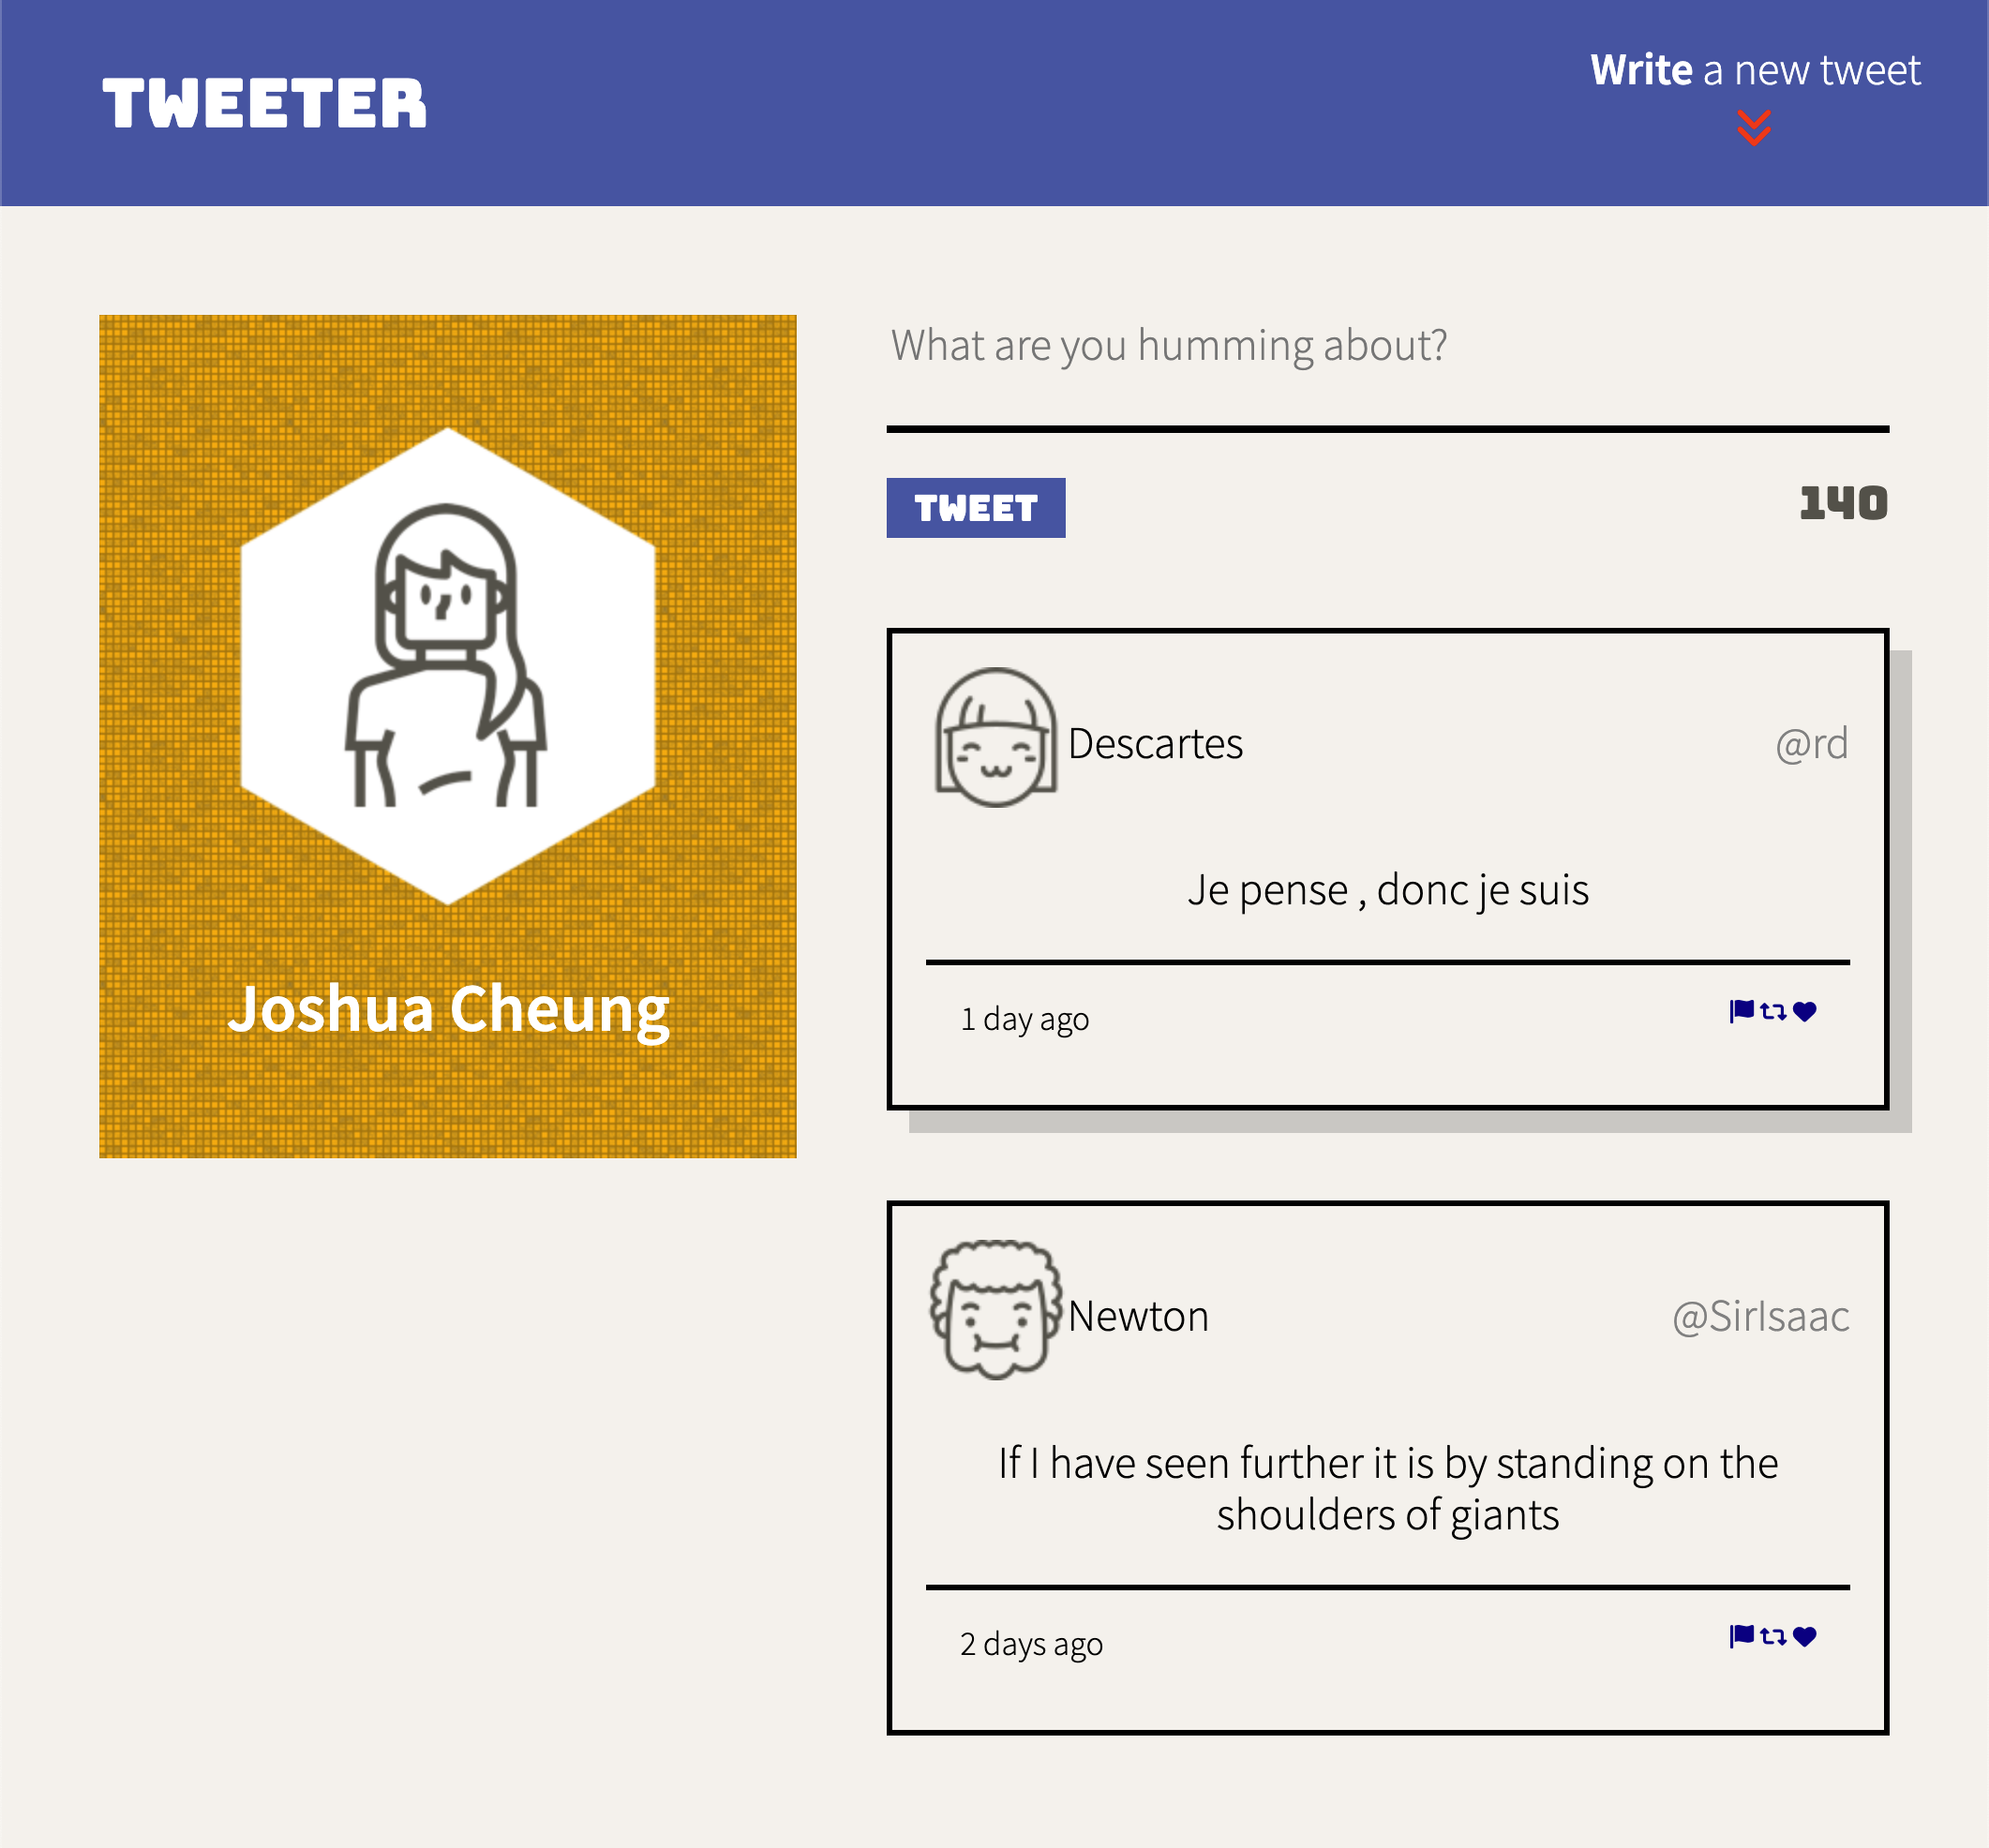 TWEETER
Write a new tweet
Joshua Cheung
What are you humming about?
TWEET
140
Descartes
@rd
Je pense , donc je suis
1 day ago
Newton
@SirIsaac
If I have seen further it is by standing on the
shoulders of giants
2 days ago